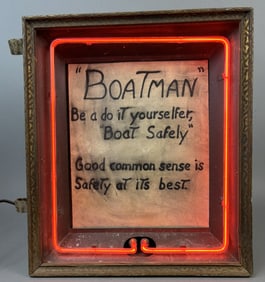 "BOATMAN"
Be a do it yourselfer,
"Boat Safely"
Good common sense is
Safety at its best.